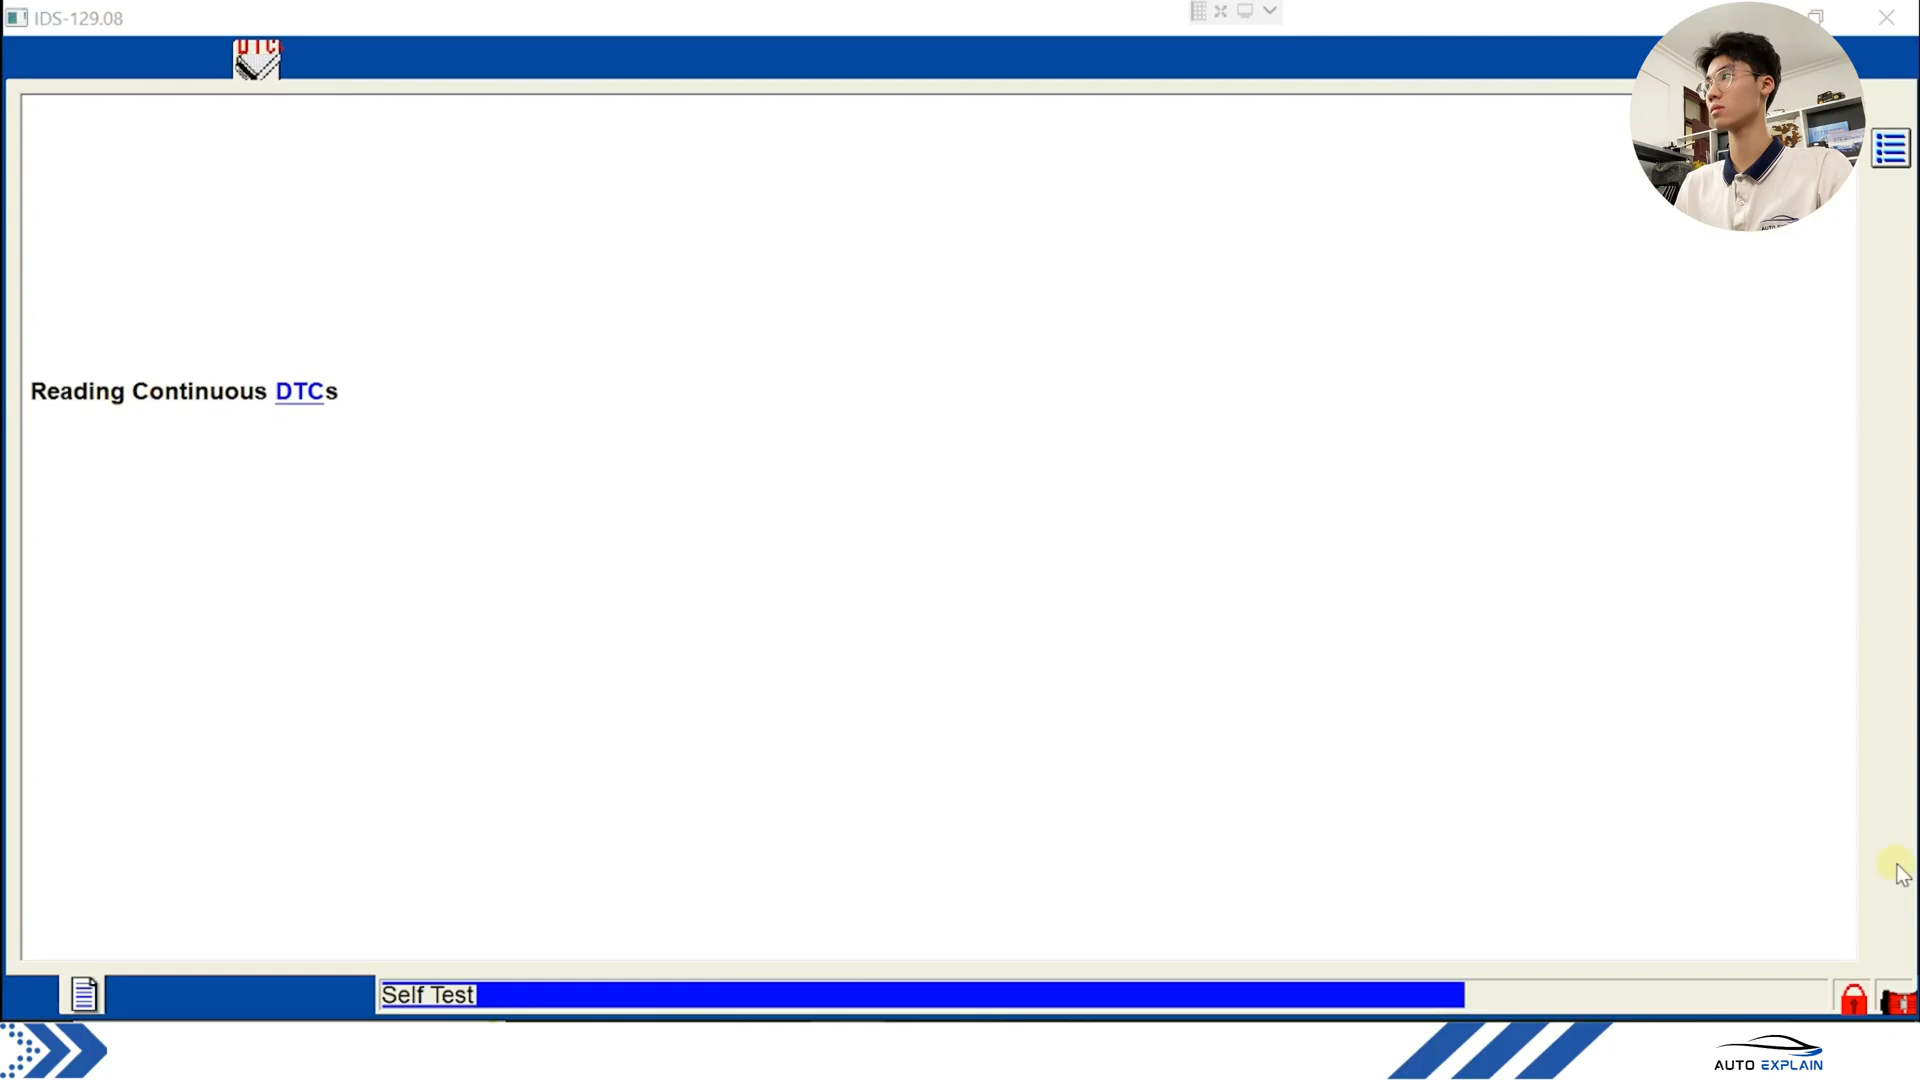 IDS-129.08
DTC
Reading Continuous DTCs
Self Test
AUTO EXPLAIN